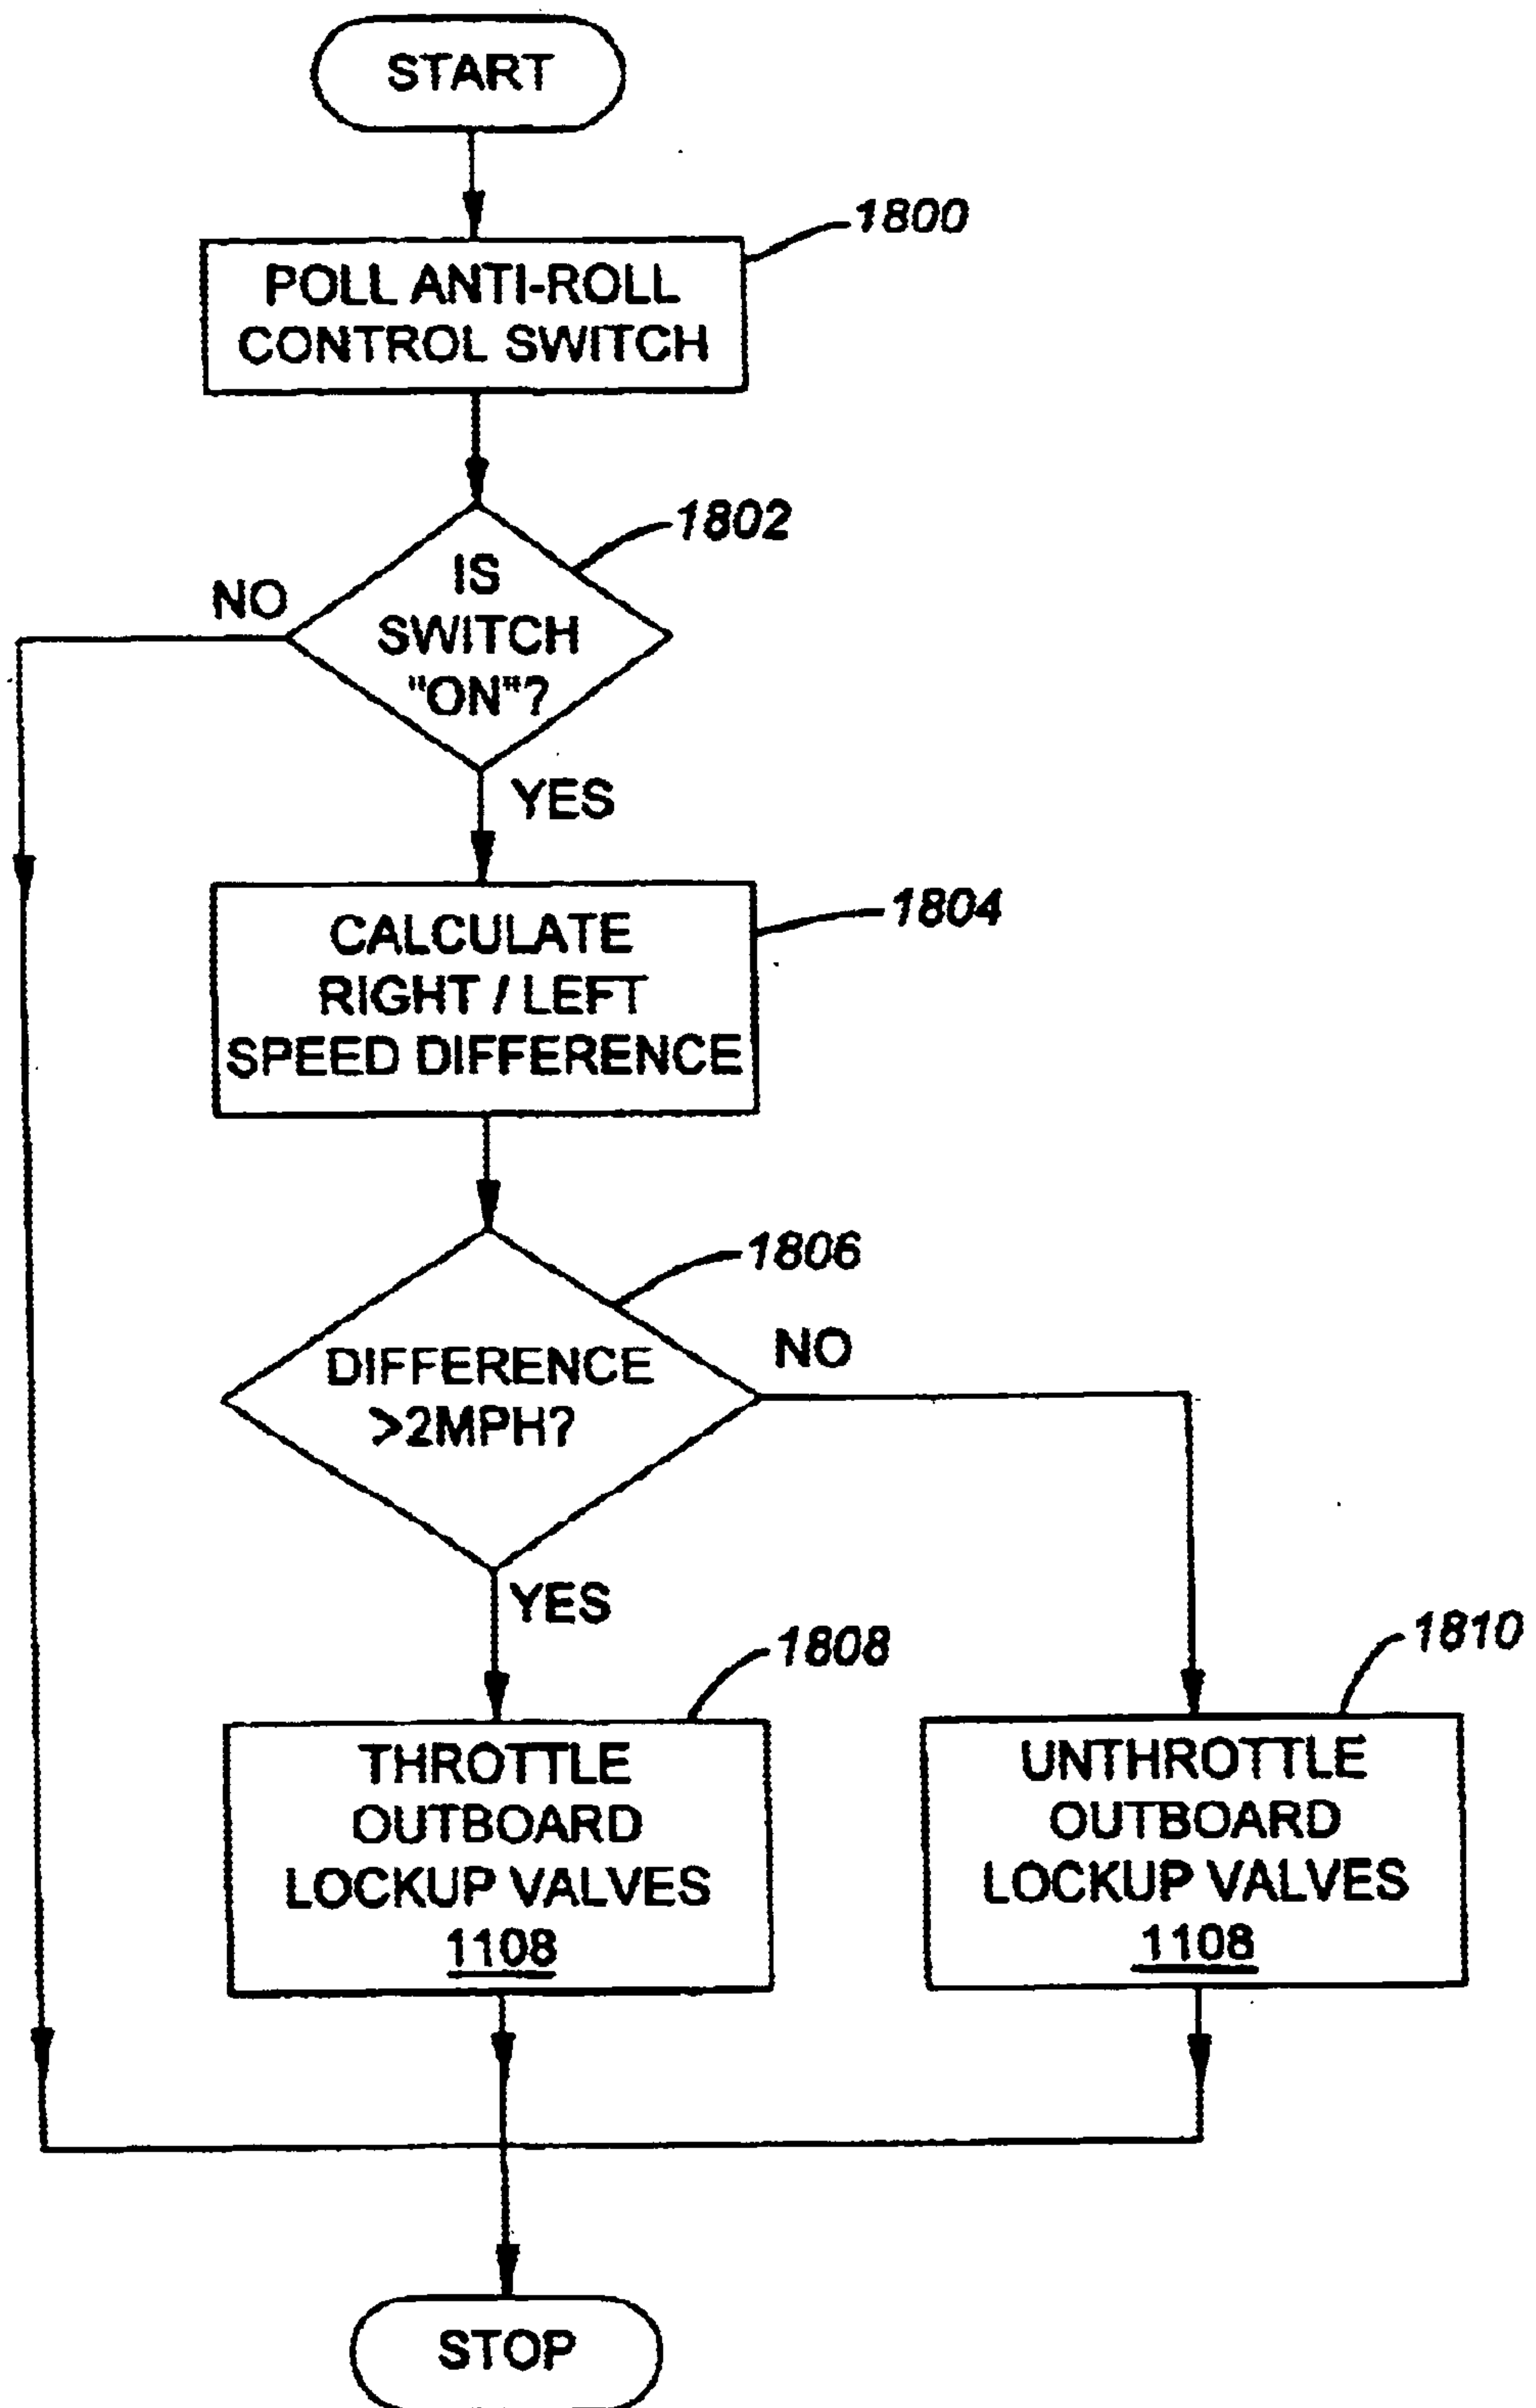 START
1800
POLL ANTI-ROLL
CONTROL SWITCH
1802
IS
SWITCH
"ON"?
NO
YES
1804
CALCULATE
RIGHT / LEFT
SPEED DIFFERENCE
1806
DIFFERENCE
>2MPH?
NO
YES
1808
THROTTLE
OUTBOARD
LOCKUP VALVES
1108
1810
UNTHROTTLE
OUTBOARD
LOCKUP VALVES
1108
STOP